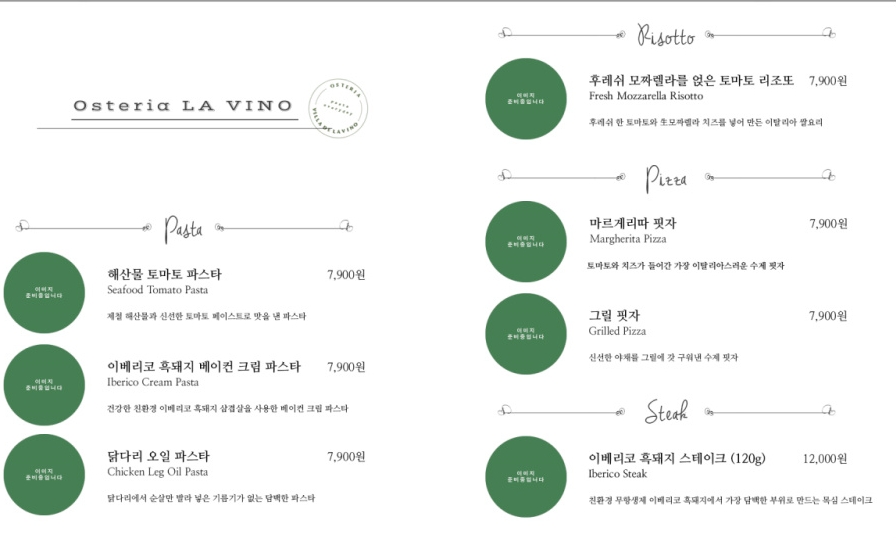 Osteria LA VINO
OSTERIA
VILLA DE LAVINO
Pasta
이미지
준비중입니다
해산물 토마토 파스타 7,900원
Seafood Tomato Pasta
제철 해산물과 신선한 토마토 페이스트로 맛을 낸 파스타
이미지
준비중입니다
이베리코 흑돼지 베이컨 크림 파스타 7,900원
Iberico Cream Pasta
건강한 친환경 이베리코 흑돼지 삼겹살을 사용한 베이컨 크림 파스타
이미지
준비중입니다
닭다리 오일 파스타 7,900원
Chicken Leg Oil Pasta
닭다리에서 순살만 발라 넣은 기름기가 없는 담백한 파스타
Risotto
이미지
준비중입니다
후레쉬 모짜렐라를 얹은 토마토 리조또 7,900원
Fresh Mozzarella Risotto
후레쉬 한 토마토와 生모짜렐라 치즈를 넣어 만든 이탈리아 쌀요리
Pizza
이미지
준비중입니다
마르게리따 핏자 7,900원
Margherita Pizza
토마토와 치즈가 들어간 가장 이탈리아스러운 수제 핏자
이미지
준비중입니다
그릴 핏자 7,900원
Grilled Pizza
신선한 야채를 그릴에 갓 구워낸 수제 핏자
Steak
이미지
준비중입니다
이베리코 흑돼지 스테이크 (120g) 12,000원
Iberico Steak
친환경 무항생제 이베리코 흑돼지에서 가장 담백한 부위로 만드는 목심 스테이크